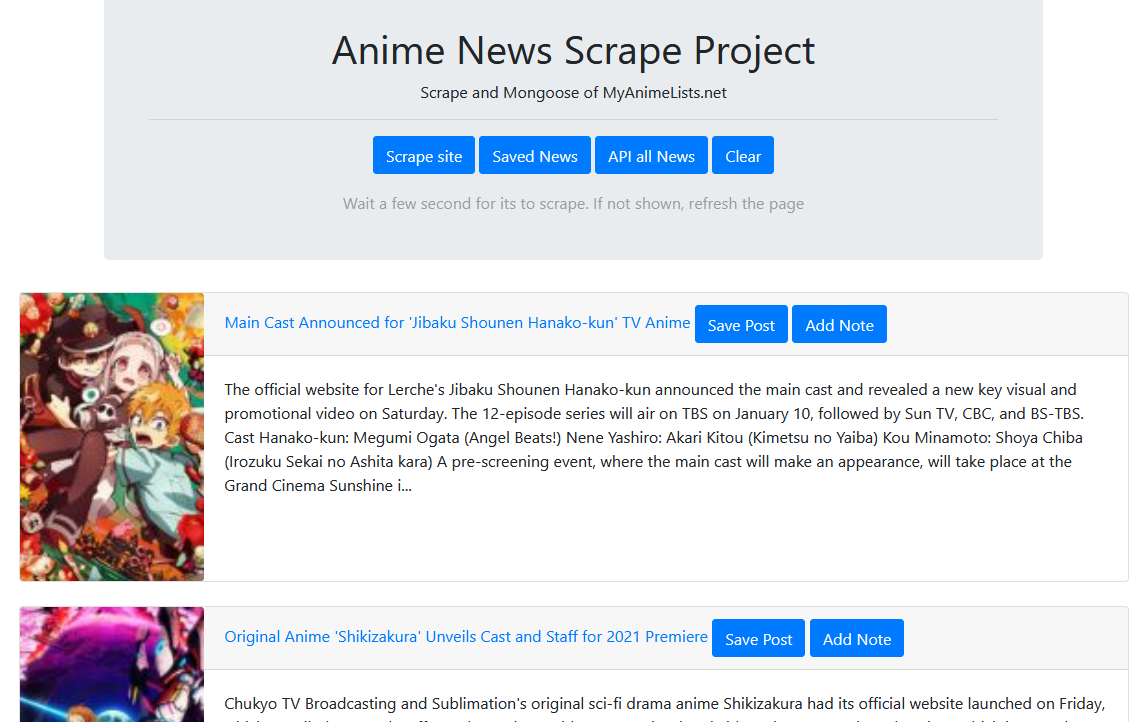 Anime News Scrape Project
Scrape and Mongoose of MyAnimeLists.net
Scrape site Saved News API all News Clear
Wait a few second for its to scrape. If not shown, refresh the page
Main Cast Announced for 'Jibaku Shounen Hanako-kun' TV Anime Save Post Add Note
The official website for Lerche's Jibaku Shounen Hanako-kun announced the main cast and revealed a new key visual and
promotional video on Saturday. The 12-episode series will air on TBS on January 10, followed by Sun TV, CBC, and BS-TBS.
Cast Hanako-kun: Megumi Ogata (Angel Beats!) Nene Yashiro: Akari Kitou (Kimetsu no Yaiba) Kou Minamoto: Shoya Chiba
(Irozuku Sekai no Ashita kara) A pre-screening event, where the main cast will make an appearance, will take place at the
Grand Cinema Sunshine i...
Original Anime 'Shikizakura' Unveils Cast and Staff for 2021 Premiere Save Post Add Note
Chukyo TV Broadcasting and Sublimation's original sci-fi drama anime Shikizakura had its official website launched on Friday,